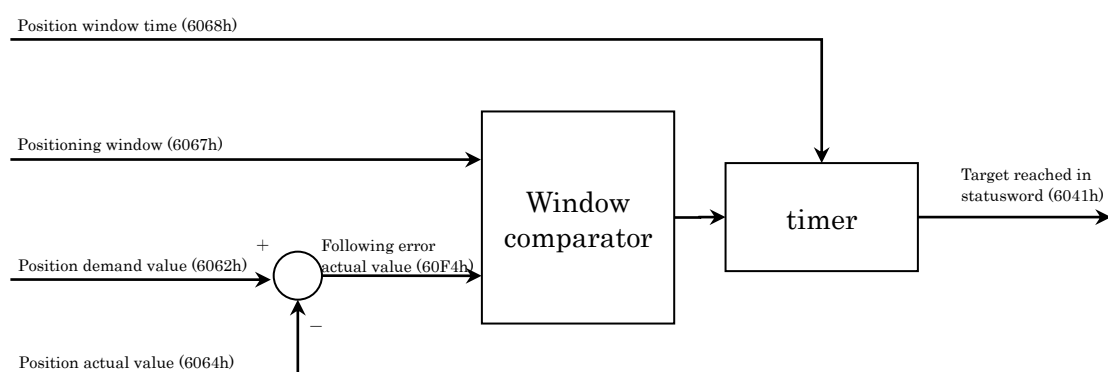 Position window time (6068h)
Positioning window (6067h)
Window
comparator
timer
Target reached in
statusword (6041h)
+
Following error
actual value (60F4h)
Position demand value (6062h)
−
Position actual value (6064h)